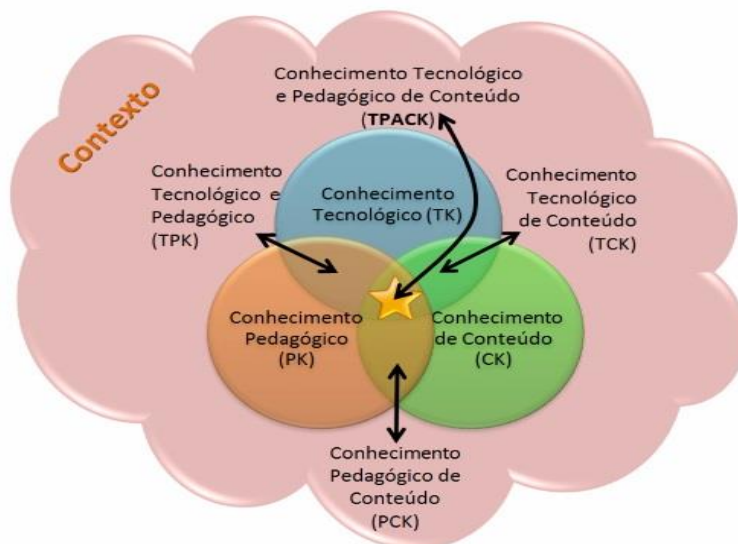 Contexto
Conhecimento Tecnológico
e Pedagógico de Conteúdo
(TPACK)
Conhecimento
Tecnológico e
Pedagógico
(TPK)
Conhecimento
Tecnológico (TK)
Conhecimento
Tecnológico
de Conteúdo
(TCK)
Conhecimento
Pedagógico
(PK)
Conhecimento
de Conteúdo
(CK)
Conhecimento
Pedagógico de
Conteúdo
(PCK)